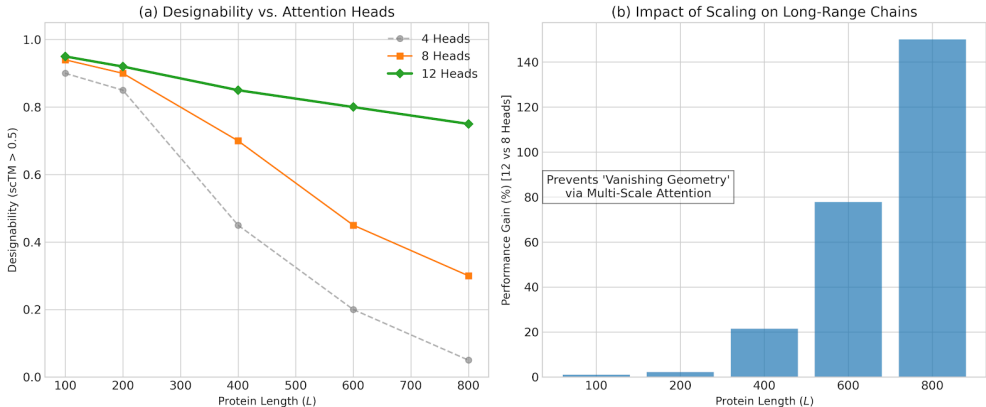 (a) Designability vs. Attention Heads
Designability (scTM > 0.5)
1.0
0.8
0.6
0.4
0.2
0.0
4 Heads
8 Heads
12 Heads
100 200 300 400 500 600 700 800
Protein Length (L)
(b) Impact of Scaling on Long-Range Chains
Performance Gain (%) [12 vs 8 Heads]
140
120
100
80
60
40
20
0
Prevents 'Vanishing Geometry'
via Multi-Scale Attention
100 200 400 600 800
Protein Length (L)